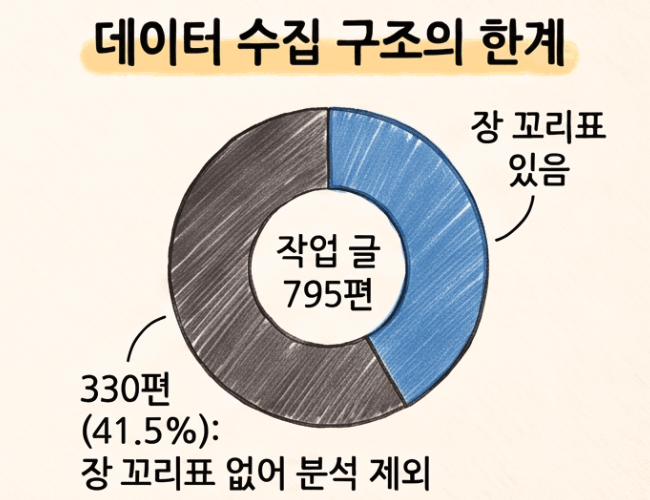 데이터 수집 구조의 한계
장 꼬리표
있음
작업 글
795편
330편
(41.5%):
장 꼬리표 없어 분석 제외